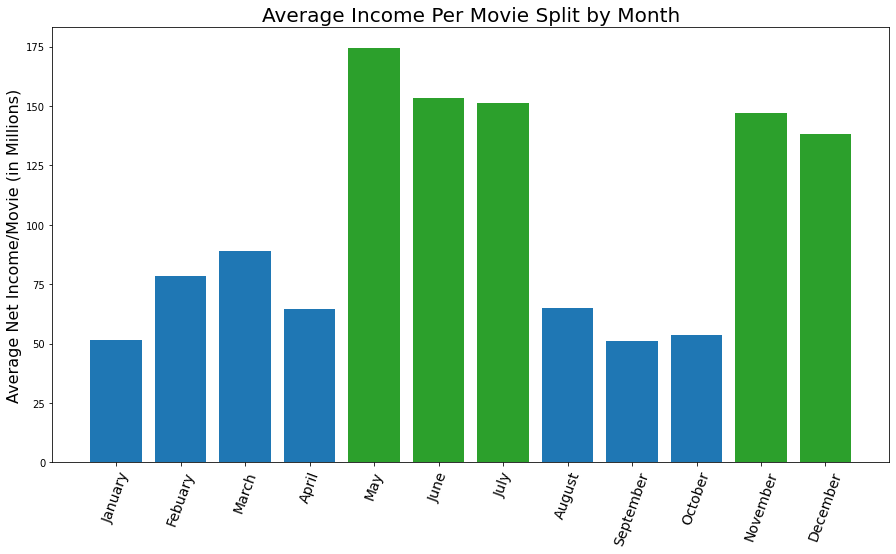 Average Income Per Movie Split by Month
Average Net Income/Movie (in Millions)
175
150
125
100
75
50
25
0
January
Febuary
March
April
May
June
July
August
September
October
November
December